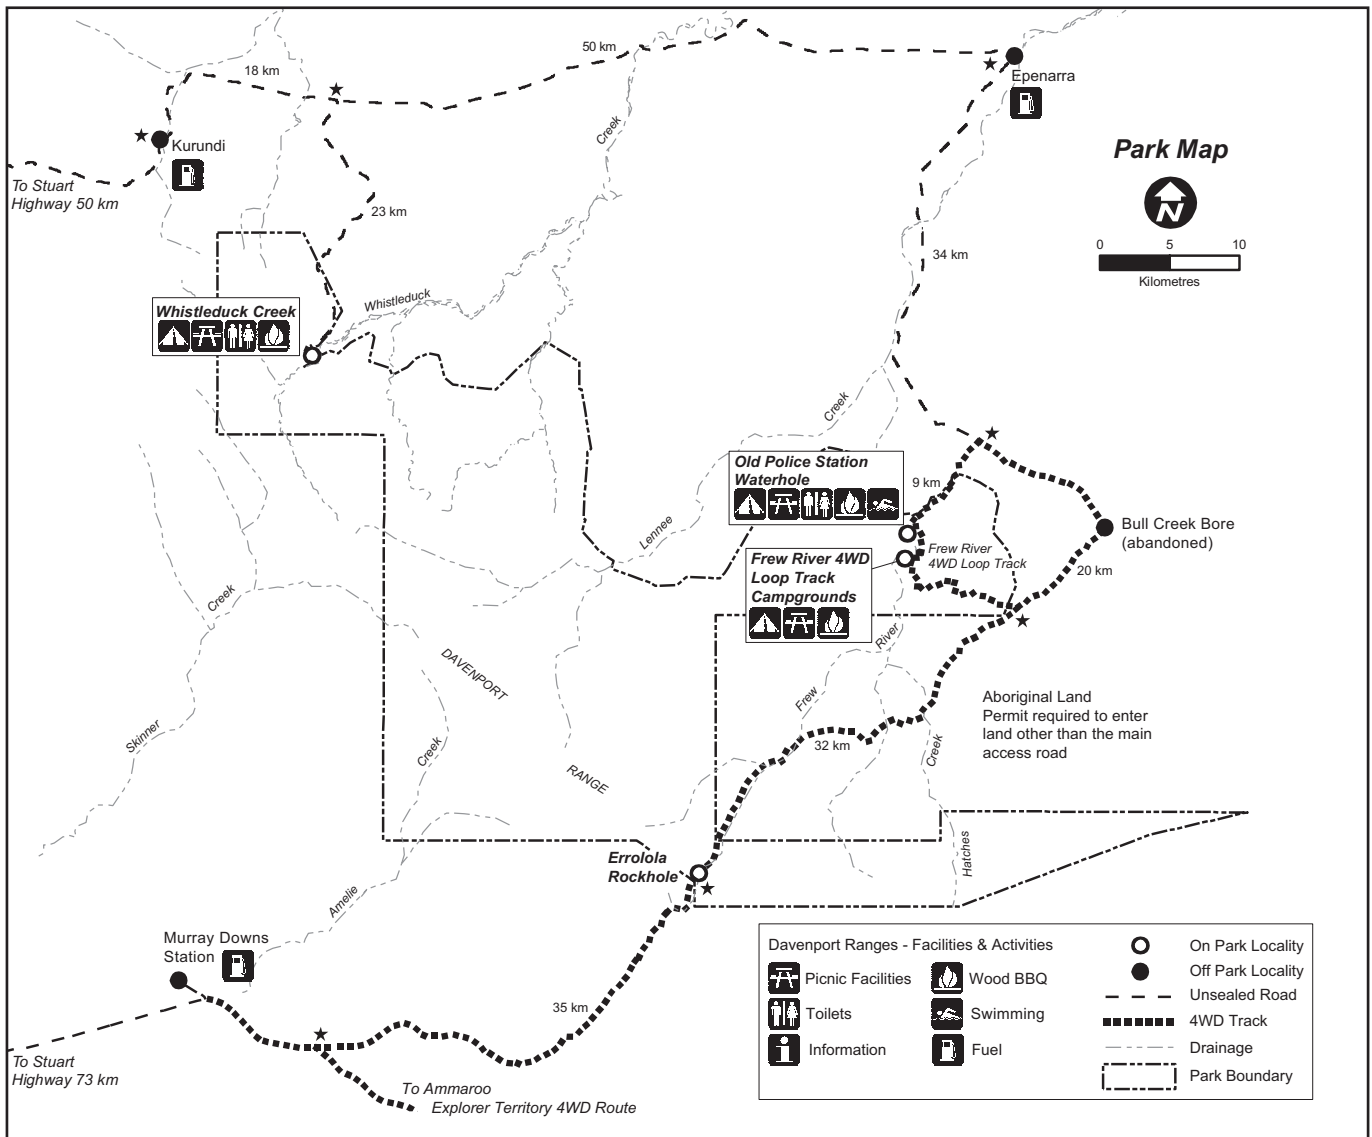 50 km
18 km
Epenarra
Creek
Kurundi
Park Map
To Stuart
Highway 50 km
N
23 km
0 5 10
Kilometres
34 km
Whistleduck
Whistleduck Creek
Creek
Old Police Station
Waterhole
9 km
Bull Creek Bore
(abandoned)
Lennee
Frew River
4WD Loop Track
Frew River 4WD
Loop Track
Campgrounds
20 km
Creek
River
DAVENPORT
Aboriginal Land
Permit required to enter
land other than the main
access road
Frew
Skinner
32 km
Creek
Creek
RANGE
Hatches
Errolola
Rockhole
Amelie
Murray Downs
Station
35 km
To Stuart
Highway 73 km
To Ammaroo
Explorer Territory 4WD Route
Davenport Ranges - Facilities & Activities
Picnic Facilities
Toilets
Information
Wood BBQ
Swimming
Fuel
On Park Locality
Off Park Locality
Unsealed Road
4WD Track
Drainage
Park Boundary